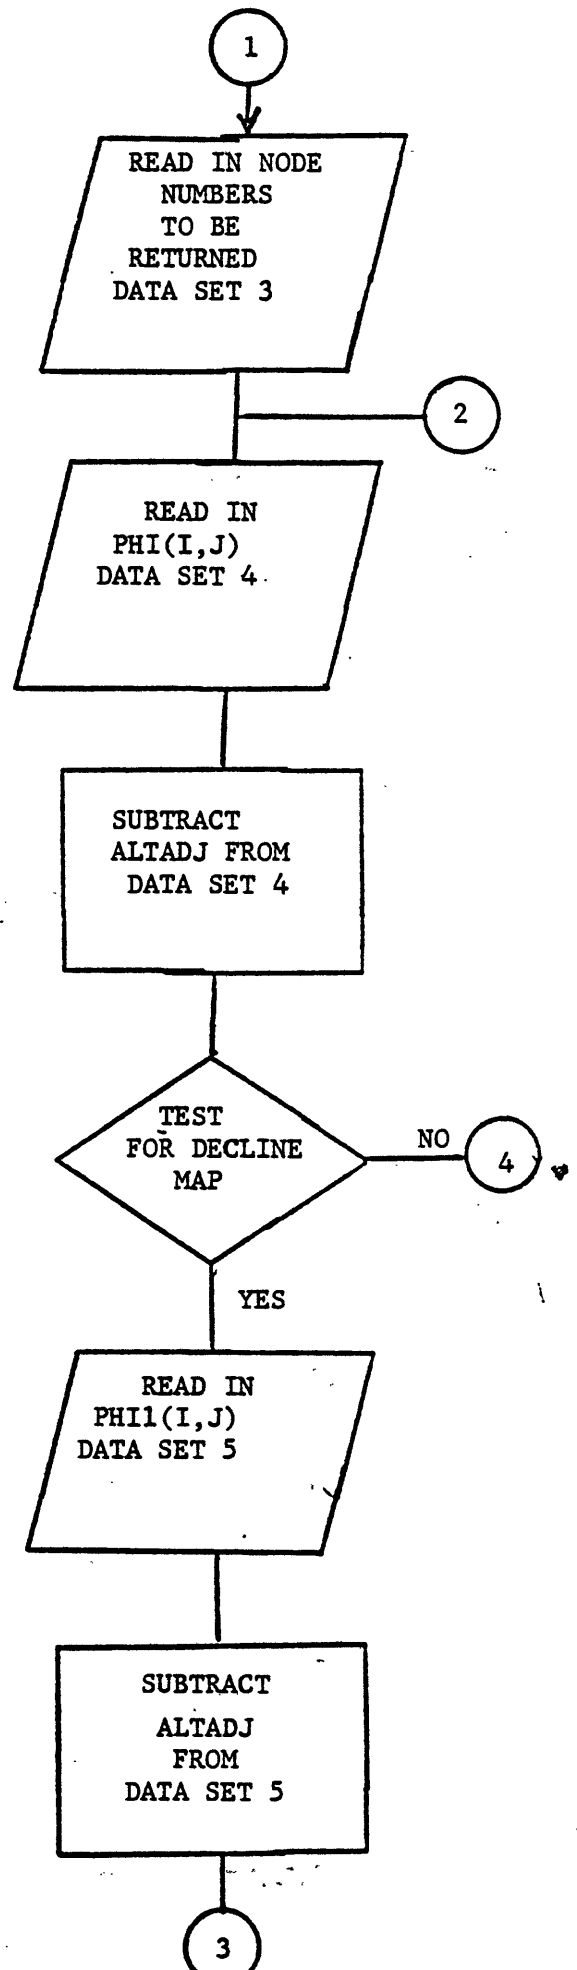 1
READ IN NODE
NUMBERS
TO BE
RETURNED
DATA SET 3
2
READ IN
PHI(I,J)
DATA SET 4
SUBTRACT
ALTADJ FROM
DATA SET 4
TEST
FOR DECLINE
MAP
NO
4
YES
READ IN
PHI1(I,J)
DATA SET 5
SUBTRACT
ALTADJ
FROM
DATA SET 5
3